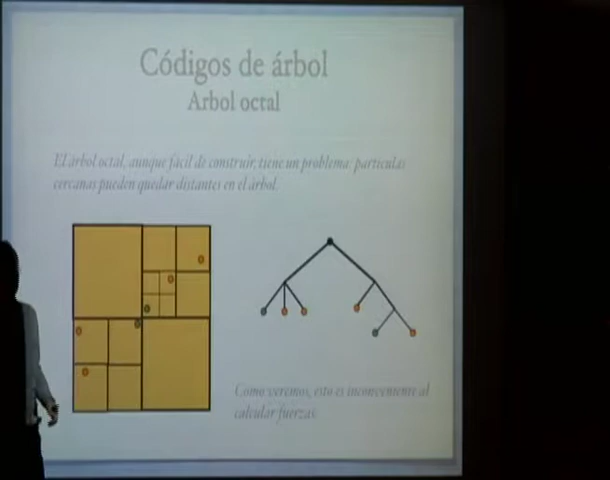 Códigos de árbol
Arbol octal
El árbol octal, aunque fácil de construir, tiene un problema: partículas
cercanas pueden quedar distantes en el árbol.
Como veremos, esto es inconveniente al
calcular fuerzas.